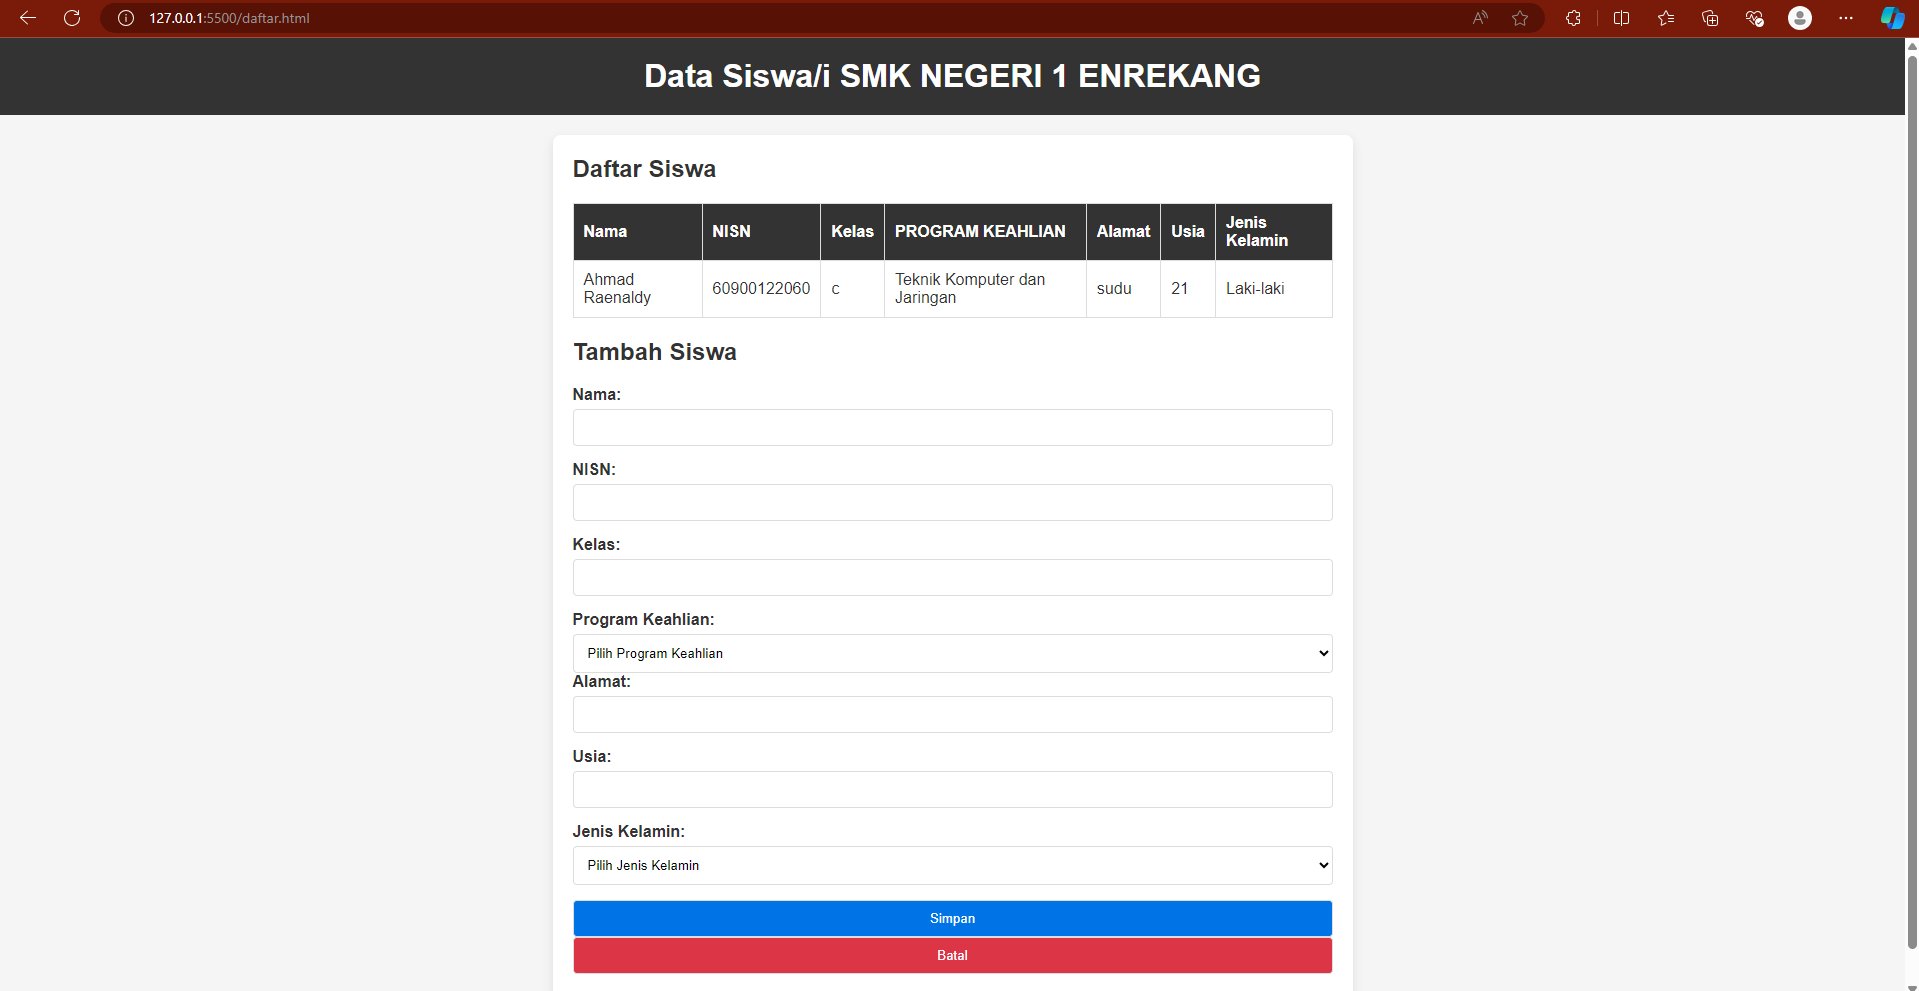 127.0.0.1:5500/daftar.html
Data Siswa/i SMK NEGERI 1 ENREKANG
Daftar Siswa
Nama NISN Kelas PROGRAM KEAHLIAN Alamat Usia Jenis Kelamin
Ahmad Raenaldy 60900122060 c Teknik Komputer dan Jaringan sudu 21 Laki-laki
Tambah Siswa
Nama:
NISN:
Kelas:
Program Keahlian:
Pilih Program Keahlian
Alamat:
Usia:
Jenis Kelamin:
Pilih Jenis Kelamin
Simpan
Batal